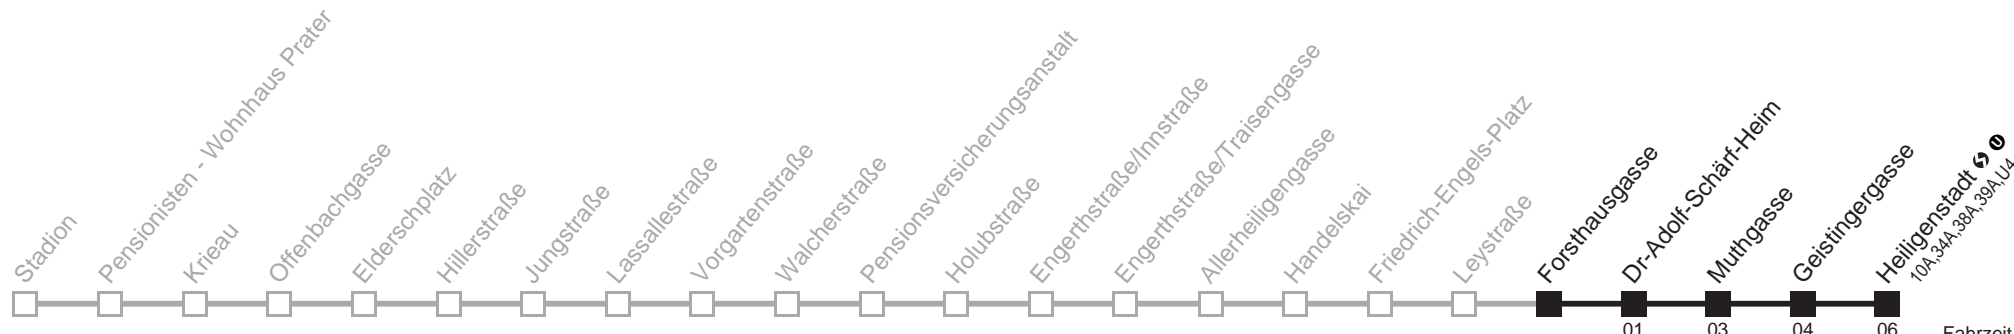 Stadion
Pensionisten - Wohnhaus Prater
Krieau
Offenbachgasse
Elderschplatz
Hillerstraße
Jungstraße
Lassallestraße
Vorgartenstraße
Walcherstraße
Pensionsversicherungsanstalt
Holubstraße
Engerthstraße/Innstraße
Engerthstraße/Traisengasse
Allerheiligengasse
Handelskai
Friedrich-Engels-Platz
Leystraße
Forsthausgasse
Dr-Adolf-Schärf-Heim
Muthgasse
Geistingergasse
Heiligenstadt S U
10A,34A,38A,39A,U4
01 03 04 06
Fahrzeit